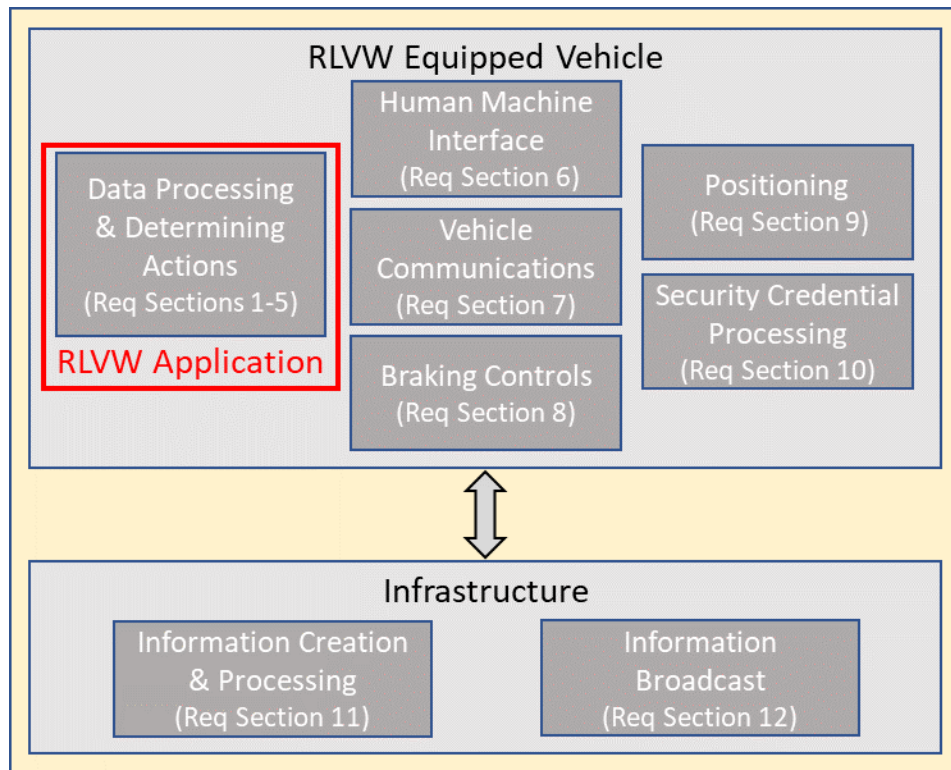 RLVW Equipped Vehicle
Data Processing
& Determining
Actions
(Req Sections 1-5)
RLVW Application
Human Machine
Interface
(Req Section 6)
Vehicle
Communications
(Req Section 7)
Braking Controls
(Req Section 8)
Positioning
(Req Section 9)
Security Credential
Processing
(Req Section 10)
Infrastructure
Information Creation
& Processing
(Req Section 11)
Information
Broadcast
(Req Section 12)